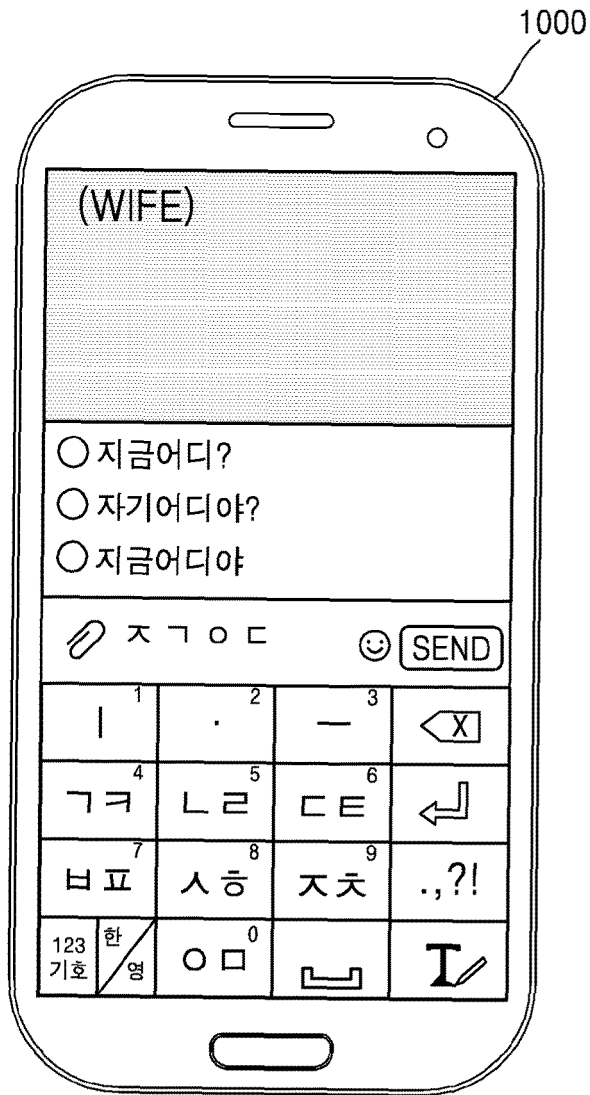 1000
(WIFE)
지금어디?
자기어디야?
지금어디야
ㅈㄱㅇㄷ SEND
1 2 3
ㅣ · ㅡ X
4 5 6
ㄱㅋ ㄴㄹ ㄷㅌ
7 8 9
ㅂㅍ ㅅㅎ ㅈㅊ .,?!
123 한 0
기호 영 ㅇㅁ T